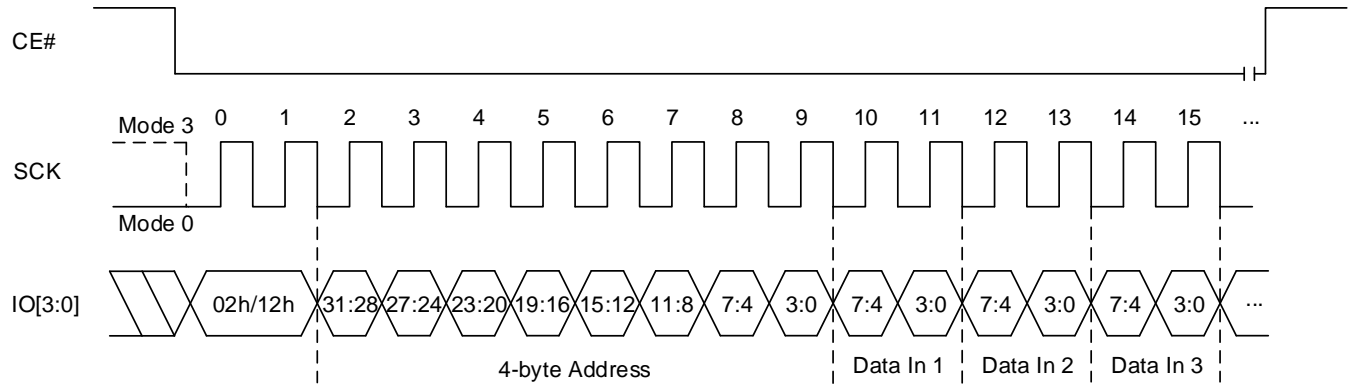 CE#
Mode 3 0 1 2 3 4 5 6 7 8 9 10 11 12 13 14 15 ...
SCK
Mode 0
IO[3:0] 02h/12h 31:28 27:24 23:20 19:16 15:12 11:8 7:4 3:0 7:4 3:0 7:4 3:0 7:4 3:0 ...
4-byte Address Data In 1 Data In 2 Data In 3